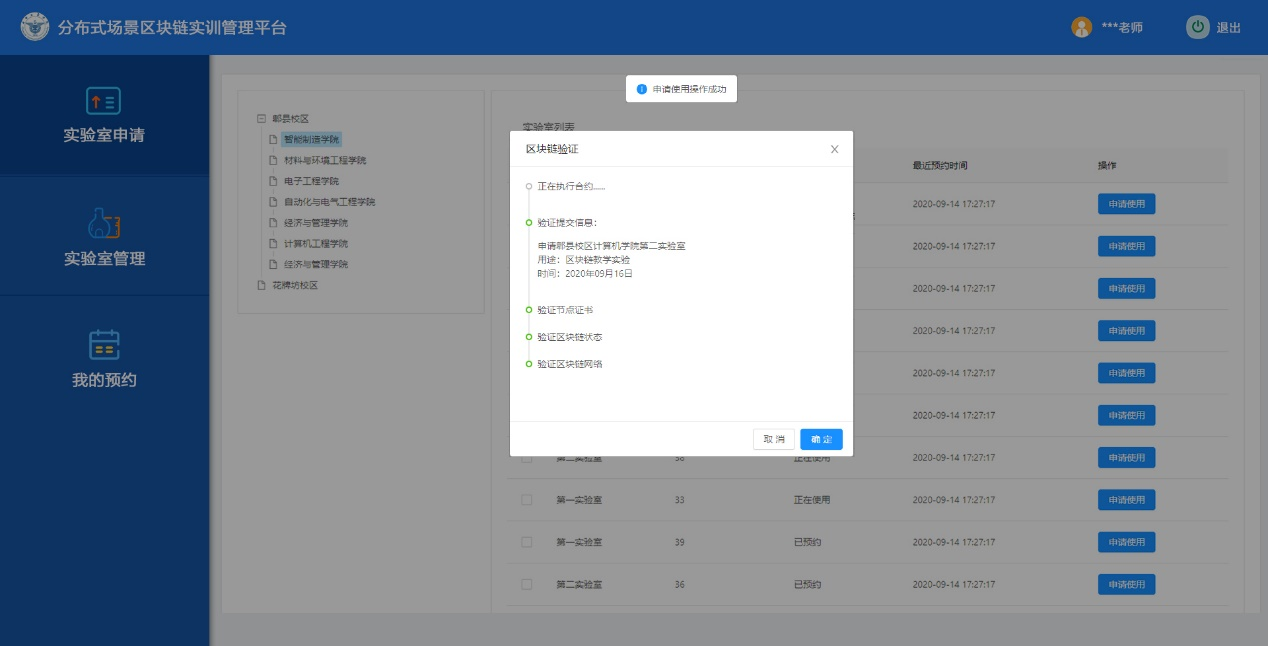 分布式场景区块链实训管理平台
***老师
退出
实验室申请
实验室管理
我的预约
郫县校区
智能制造学院
材料与环境工程学院
电子工程学院
自动化与电气工程学院
经济与管理学院
计算机工程学院
经济与管理学院
花牌坊校区
申请使用操作成功
实验室列表
区块链验证
正在执行合约......
验证提交信息：
申请郫县校区计算机学院第二实验室
用途：区块链教学实验
时间：2020年09月16日
验证节点证书
验证区块链状态
验证区块链网络
取 消
确 定
最近预约时间
操作
2020-09-14 17:27:17
申请使用
2020-09-14 17:27:17
申请使用
2020-09-14 17:27:17
申请使用
2020-09-14 17:27:17
申请使用
2020-09-14 17:27:17
申请使用
2020-09-14 17:27:17
申请使用
第二实验室 38 正在使用 2020-09-14 17:27:17 申请使用
第一实验室 33 正在使用 2020-09-14 17:27:17 申请使用
第一实验室 39 已预约 2020-09-14 17:27:17 申请使用
第二实验室 36 已预约 2020-09-14 17:27:17 申请使用